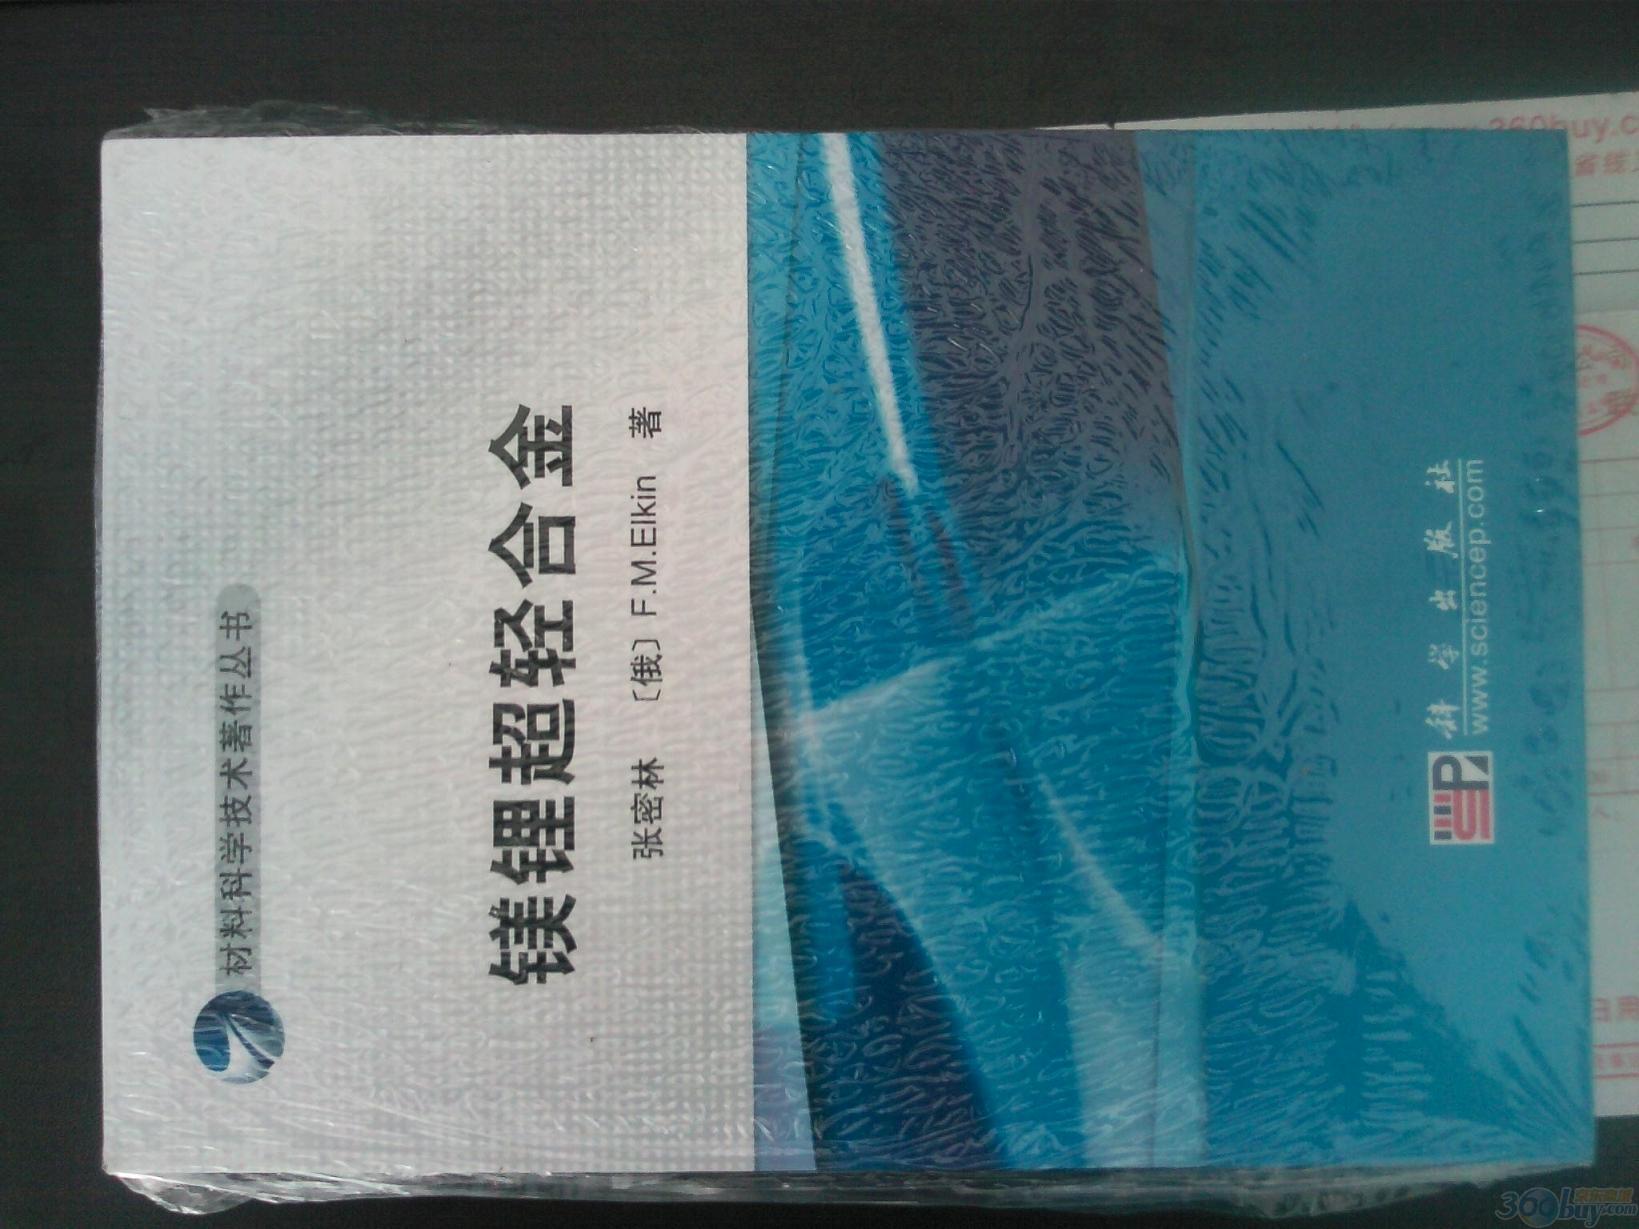 材料科学技术著作丛书
镁锂超轻合金
张密林 〔俄〕F.M.Elkin 著
科学出版社
www.sciencep.com
360buy.c
360buy.com